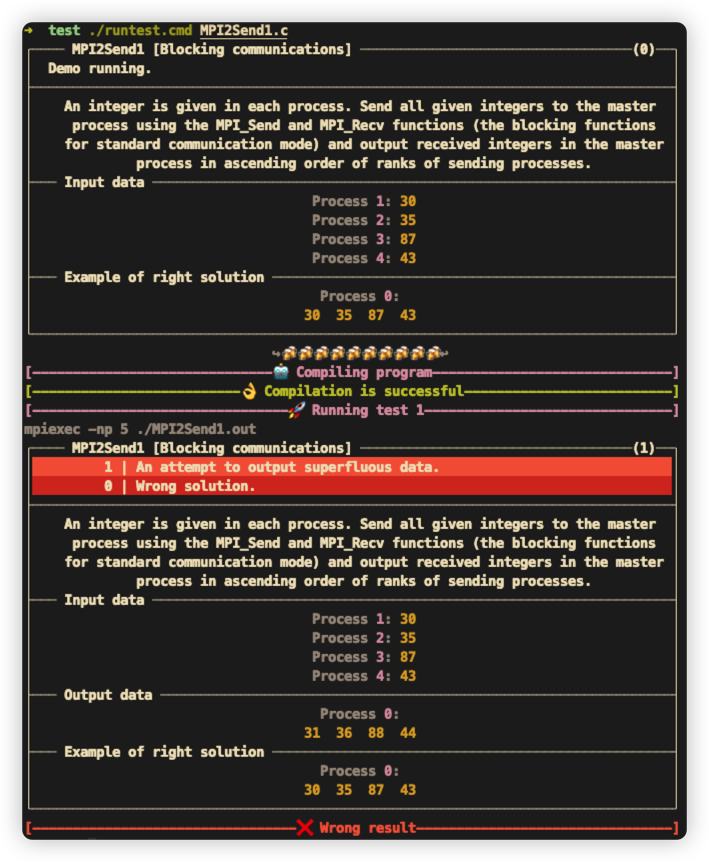 ➜ test ./runtest.cmd MPI2Send1.c
MPI2Send1 [Blocking communications] (0)
Demo running.
An integer is given in each process. Send all given integers to the master
process using the MPI_Send and MPI_Recv functions (the blocking functions
for standard communication mode) and output received integers in the master
process in ascending order of ranks of sending processes.
Input data
Process 1: 30
Process 2: 35
Process 3: 87
Process 4: 43
Example of right solution
Process 0:
30 35 87 43
[Compiling program]
[👌 Compilation is successful]
[🚀 Running test 1]
mpiexec -np 5 ./MPI2Send1.out
MPI2Send1 [Blocking communications] (1)
1 | An attempt to output superfluous data.
0 | Wrong solution.
An integer is given in each process. Send all given integers to the master
process using the MPI_Send and MPI_Recv functions (the blocking functions
for standard communication mode) and output received integers in the master
process in ascending order of ranks of sending processes.
Input data
Process 1: 30
Process 2: 35
Process 3: 87
Process 4: 43
Output data
Process 0:
31 36 88 44
Example of right solution
Process 0:
30 35 87 43
[❌ Wrong result]